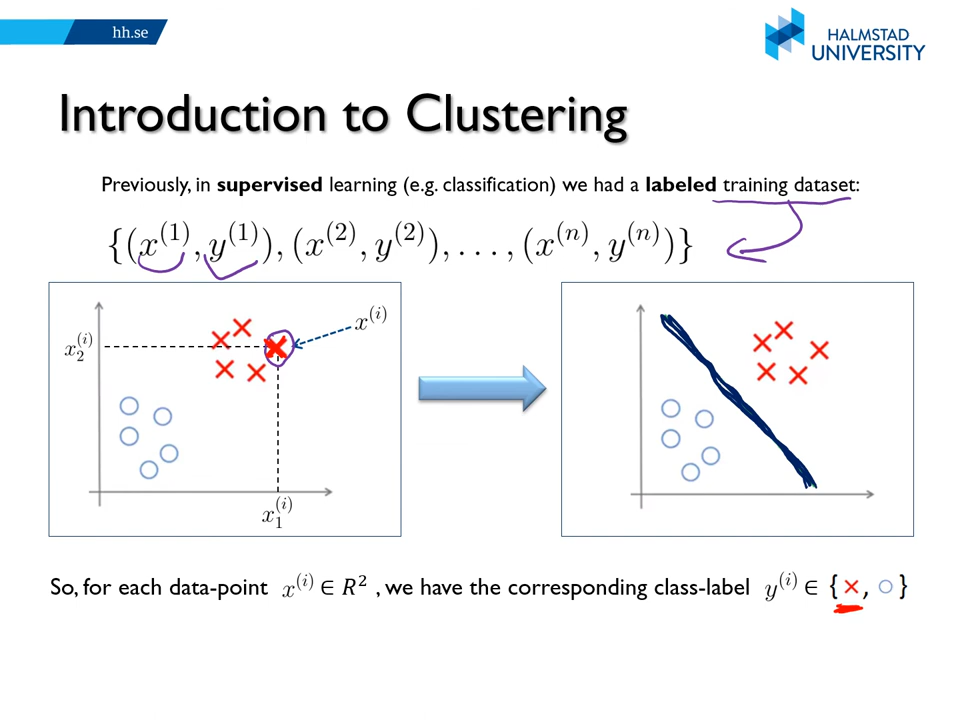 hh.se
HALMSTAD
UNIVERSITY
Introduction to Clustering
Previously, in supervised learning (e.g. classification) we had a labeled training dataset:
{(x^{(1)}, y^{(1)}), (x^{(2)}, y^{(2)}), . . . , (x^{(n)}, y^{(n)})}
x^{(i)}
x_2^{(i)}
x_1^{(i)}
So, for each data-point x^{(i)} ∈ R^2 , we have the corresponding class-label y^{(i)} ∈ {×, ○}